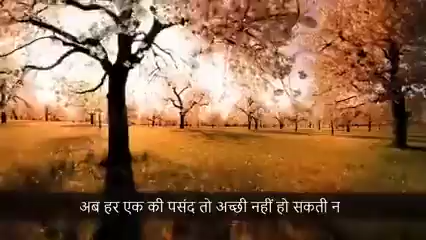 अब हर एक की पसंद तो अच्छी नहीं हो सकती न